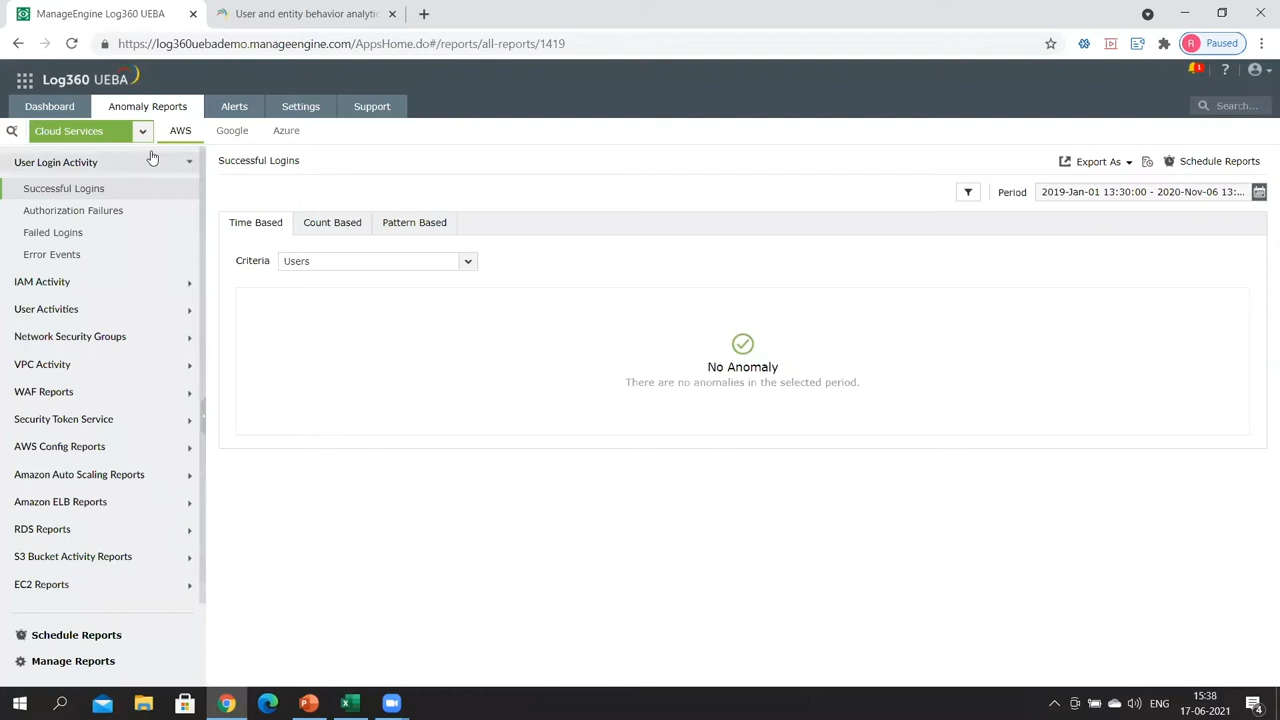 ManageEngine Log360 UEBA
User and entity behavior analytic
https://log360uebademo.manageengine.com/AppsHome.do#/reports/all-reports/1419
R Paused
Log360 UEBA
1
?
Dashboard
Anomaly Reports
Alerts
Settings
Support
Search...
Cloud Services
AWS
Google
Azure
User Login Activity
Successful Logins
Authorization Failures
Failed Logins
Error Events
IAM Activity
User Activities
Network Security Groups
VPC Activity
WAF Reports
Security Token Service
AWS Config Reports
Amazon Auto Scaling Reports
Amazon ELB Reports
RDS Reports
S3 Bucket Activity Reports
EC2 Reports
Schedule Reports
Manage Reports
Successful Logins
Export As
Schedule Reports
Period
2019-Jan-01 13:30:00 - 2020-Nov-06 13:...
Time Based
Count Based
Pattern Based
Criteria
Users
No Anomaly
There are no anomalies in the selected period.
ENG
15:38
17-06-2021
4